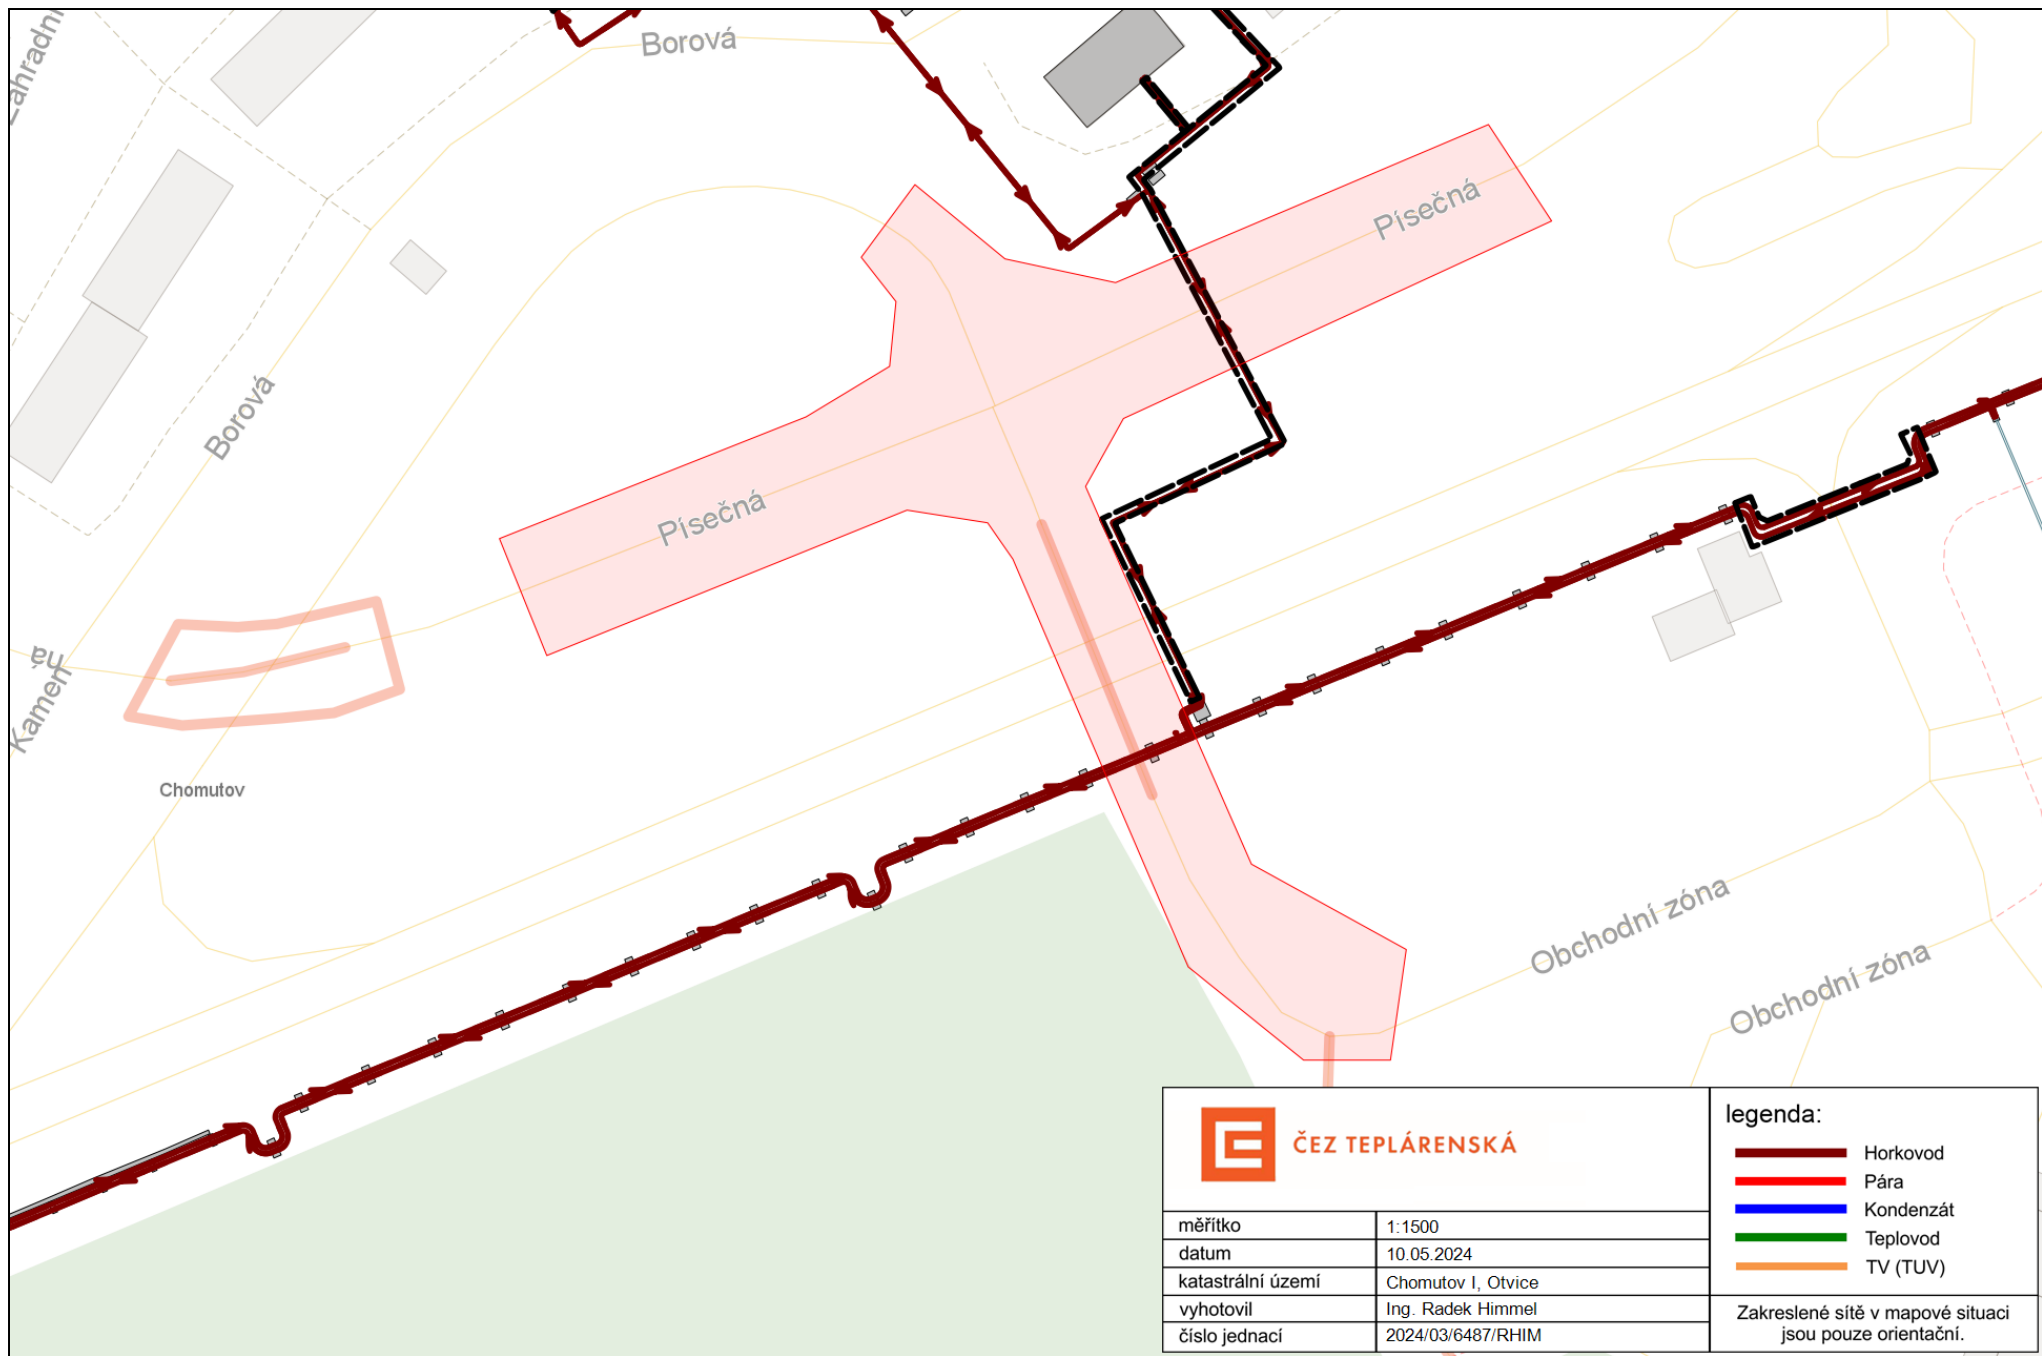 Zahradní
Borová
Písečná
Borová
Písečná
Kamenná
Chomutov
Obchodní zóna
Obchodní zóna
ČEZ TEPLÁRENSKÁ
měřítko 1:1500
datum 10.05.2024
katastrální území Chomutov I, Otvice
vyhotovil Ing. Radek Himmel
číslo jednací 2024/03/6487/RHIM
legenda:
Horkovod
Pára
Kondenzát
Teplovod
TV (TUV)
Zakreslené sítě v mapové situaci
jsou pouze orientační.